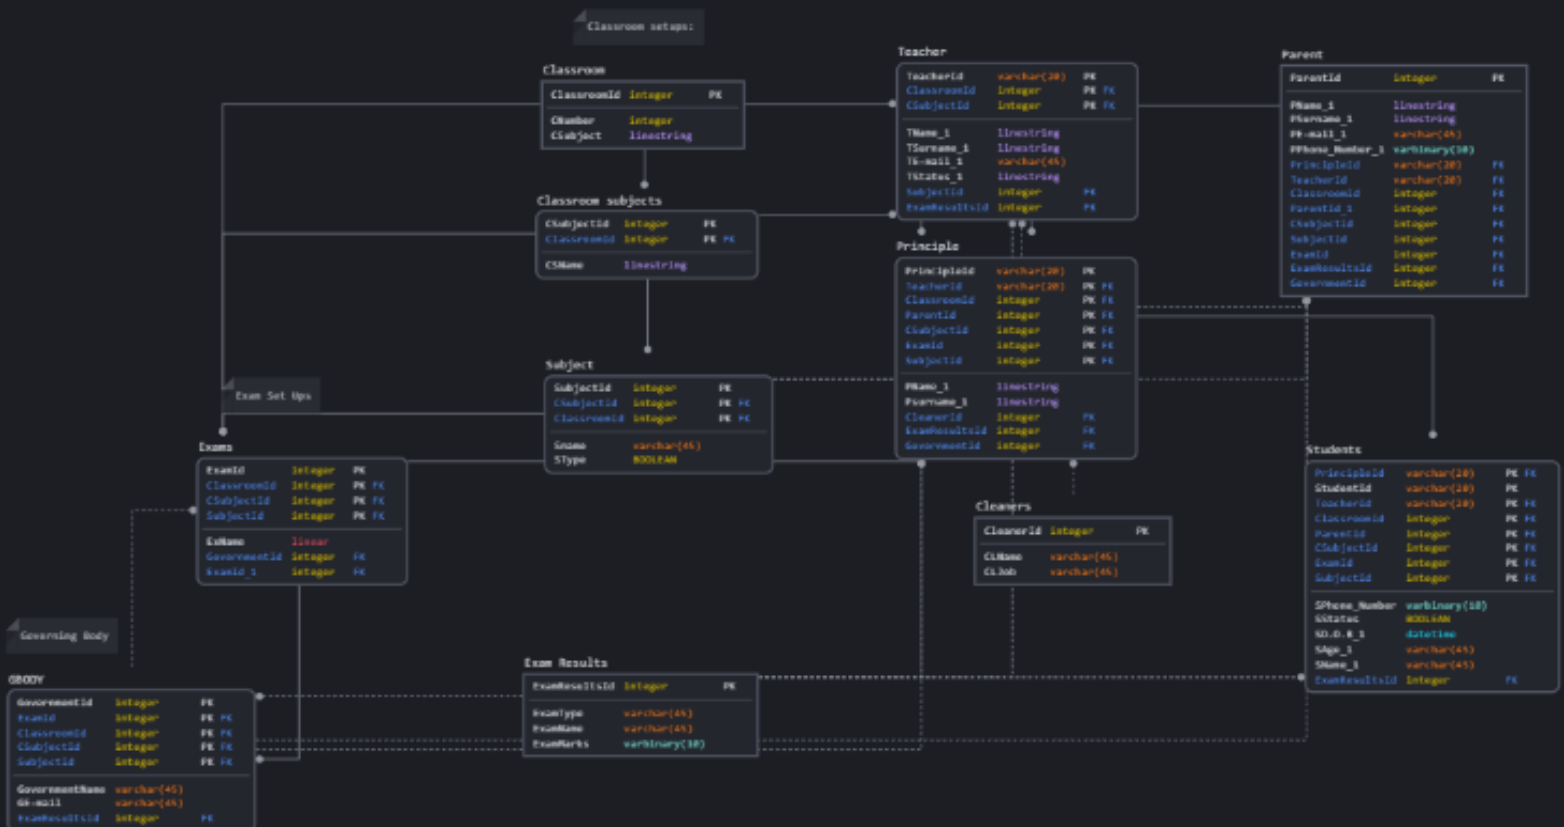 Classroom setups:
Classroom
ClassroomId integer PK
CNumber integer
CSubject linestring
Classroom subjects
CSubjectId integer PK
ClassroomId integer PK FK
CSName linestring
Subject
SubjectId integer PK
CSubjectId integer PK FK
ClassroomId integer PK FK
Sname varchar(45)
SType BOOLEAN
Teacher
TeacherId varchar(20) PK
ClassroomId integer PK FK
CSubjectId integer PK FK
TName_1 linestring
TSername_1 linestring
TE-mail_1 varchar(45)
TStates_1 linestring
SubjectId integer FK
ExamResultsId integer FK
Principle
PrincipleId varchar(20) PK
TeacherId varchar(20) PK FK
ClassroomId integer PK FK
ParentId integer PK FK
CSubjectId integer PK FK
ExamId integer PK FK
SubjectId integer PK FK
PName_1 linestring
Psername_1 linestring
CleanerId integer FK
ExamResultsId integer FK
GovernmentId integer FK
Parent
ParentId integer PK
PName_1 linestring
PSername_1 linestring
PE-mail_1 varchar(45)
PPhone_Number_1 varbinary(10)
PrincipleId varchar(20) FK
TeacherId varchar(20) FK
ClassroomId integer FK
ParentId_1 integer FK
CSubjectId integer FK
SubjectId integer FK
ExamId integer FK
ExamResultsId integer FK
GovernmentId integer FK
Exam Set Ups
Exams
ExamId integer PK
ClassroomId integer PK FK
CSubjectId integer PK FK
SubjectId integer PK FK
ExName linear
GovernmentId integer FK
ExamId_1 integer FK
Cleaners
CleanerId integer PK
CLName varchar(45)
CLJob varchar(45)
Students
PrincipleId varchar(20) PK FK
StudentId varchar(20) PK
TeacherId varchar(20) PK FK
ClassroomId integer PK FK
ParentId integer PK FK
CSubjectId integer PK FK
ExamId integer PK FK
SubjectId integer PK FK
SPhone_Number varbinary(10)
SStates BOOLEAN
SD.O.B_1 datetime
SAge_1 varchar(45)
SName_1 varchar(45)
ExamResultsId integer FK
Governing Body
GBODY
GovernmentId integer PK
ExamId integer PK FK
ClassroomId integer PK FK
CSubjectId integer PK FK
SubjectId integer PK FK
GovernmentName varchar(45)
GE-mail varchar(45)
ExamResultsId integer FK
Exam Results
ExamResultsId integer PK
ExamType varchar(45)
ExamName varchar(45)
ExamMarks varbinary(10)